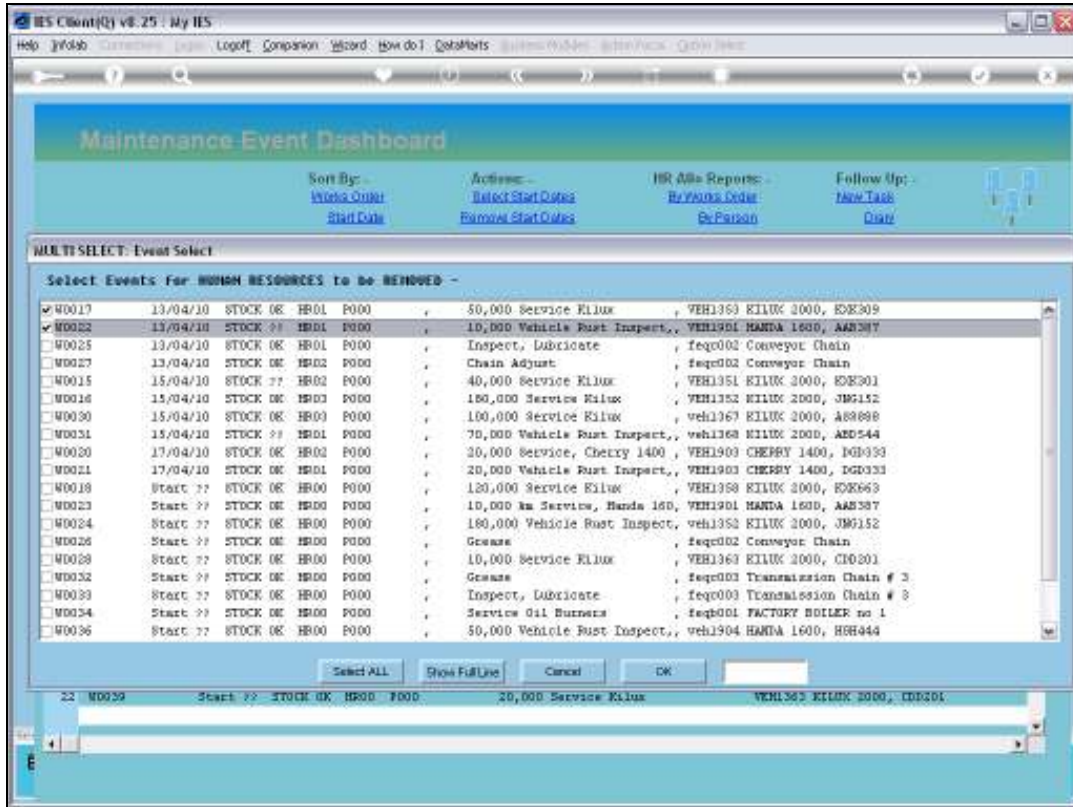 IES Client(Q) v8.25 : My IES
Help Infolab Logoff Companion Wizard How do I DataMarts
Maintenance Event Dashboard
Sort By: - Actions: - HR Allo Reports: - Follow Up: -
Works Order Select Start Dates By Works Order New Task
Start Date Remove Start Dates By Person Diary
MULTI SELECT: Event Select
Select Events for HUMAN RESOURCES to be REMOVED -
W0017 13/04/10 STOCK OK HR01 P000 , 50,000 Service Kilux , VEH1363 KILUX 2000, KXK309
W0022 13/04/10 STOCK ?? HR01 P000 , 10,000 Vehicle Rust Inspect,, VEH1901 MANDA 1600, AAB387
W0025 13/04/10 STOCK OK HR01 P000 , Inspect, Lubricate , feqc002 Conveyor Chain
W0027 13/04/10 STOCK OK HR02 P000 , Chain Adjust , feqc002 Conveyor Chain
W0015 15/04/10 STOCK ?? HR02 P000 , 40,000 Service Kilux , VEH1351 KILUX 2000, KXK301
W0016 15/04/10 STOCK OK HR03 P000 , 180,000 Service Kilux , VEH1352 KILUX 2000, JNG152
W0030 15/04/10 STOCK OK HR03 P000 , 100,000 Service Kilux , veh1367 KILUX 2000, AS9898
W0031 15/04/10 STOCK ?? HR01 P000 , 70,000 Vehicle Rust Inspect,, veh1368 KILUX 2000, ABD544
W0020 17/04/10 STOCK OK HR02 P000 , 20,000 Service, Cherry 1400 , VEH1903 CHERRY 1400, DGD333
W0021 17/04/10 STOCK OK HR01 P000 , 20,000 Vehicle Rust Inspect,, VEH1903 CHERRY 1400, DGD333
W0018 Start ?? STOCK OK HR00 P000 , 120,000 Service Kilux , VEH1358 KILUX 2000, KXK663
W0023 Start ?? STOCK OK HR00 P000 , 10,000 km Service, Manda 160, VEH1901 MANDA 1600, AAB387
W0024 Start ?? STOCK OK HR00 P000 , 180,000 Vehicle Rust Inspect, veh1352 KILUX 2000, JNG152
W0026 Start ?? STOCK OK HR00 P000 , Grease , feqc002 Conveyor Chain
W0028 Start ?? STOCK OK HR00 P000 , 10,000 Service Kilux , VEH1363 KILUX 2000, CDD201
W0032 Start ?? STOCK OK HR00 P000 , Grease , feqc003 Transmission Chain # 3
W0033 Start ?? STOCK OK HR00 P000 , Inspect, Lubricate , feqc003 Transmission Chain # 3
W0034 Start ?? STOCK OK HR00 P000 , Service Oil Burners , feqb001 FACTORY BOILER no 1
W0036 Start ?? STOCK OK HR00 P000 , 50,000 Vehicle Rust Inspect,, veh1904 MANDA 1600, HGH444
Select ALL Show Full Line Cancel OK
22 W0039 Start ?? STOCK OK HR00 P000 20,000 Service Kilux VEH1363 KILUX 2000, CDD201